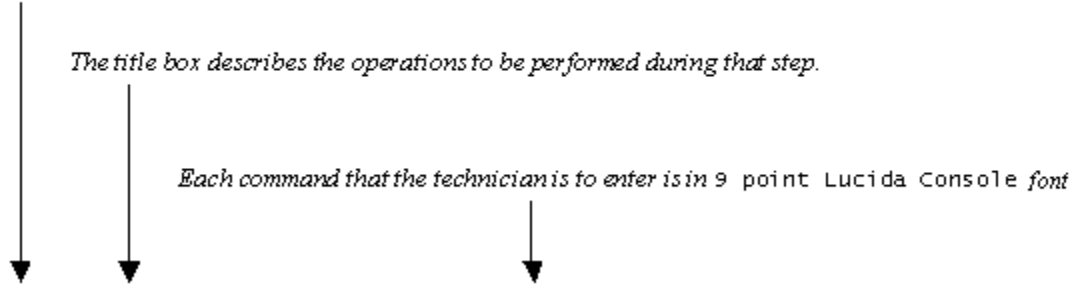 The title box describes the operations to be performed during that step.
Each command that the technician is to enter is in 9 point Lucida Console font